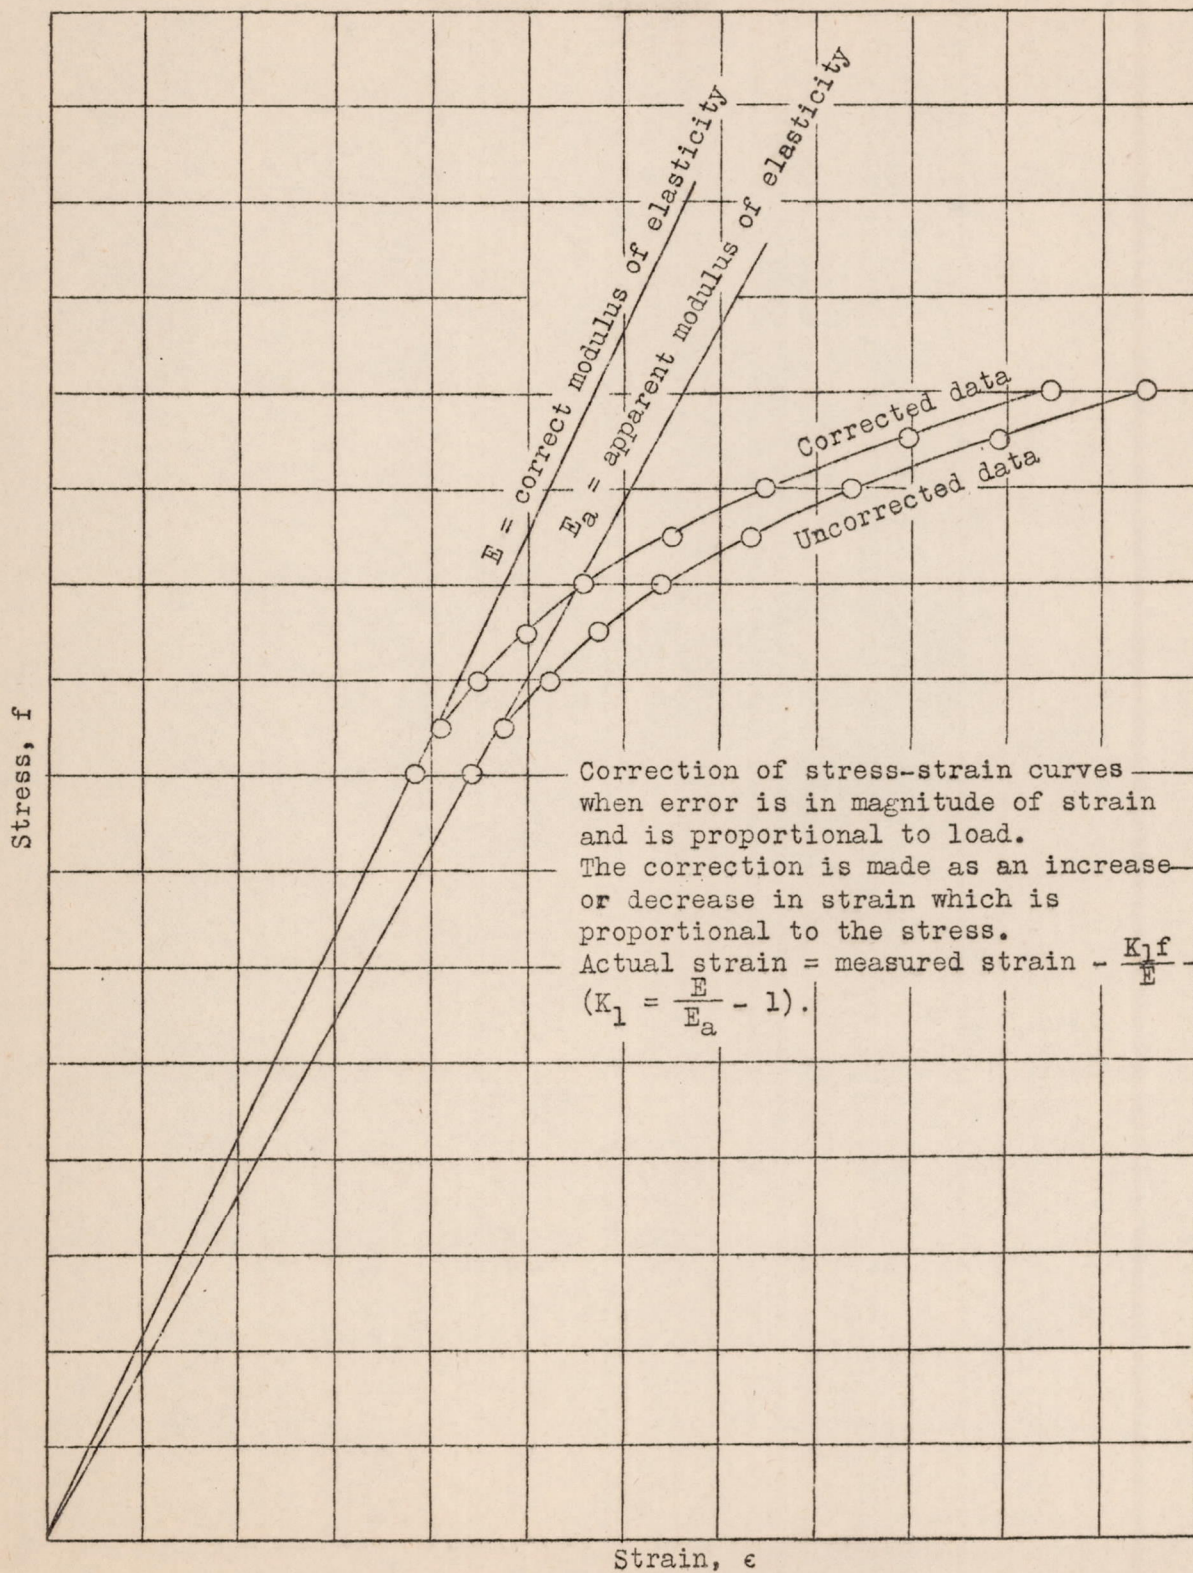 E = correct modulus of elasticity
Ea = apparent modulus of elasticity
Corrected data
Uncorrected data
Stress, f
Correction of stress-strain curves
when error is in magnitude of strain
and is proportional to load.
The correction is made as an increase
or decrease in strain which is
proportional to the stress.
Actual strain = measured strain - K1f/E
(K1 = E/Ea - 1).
Strain, ϵ